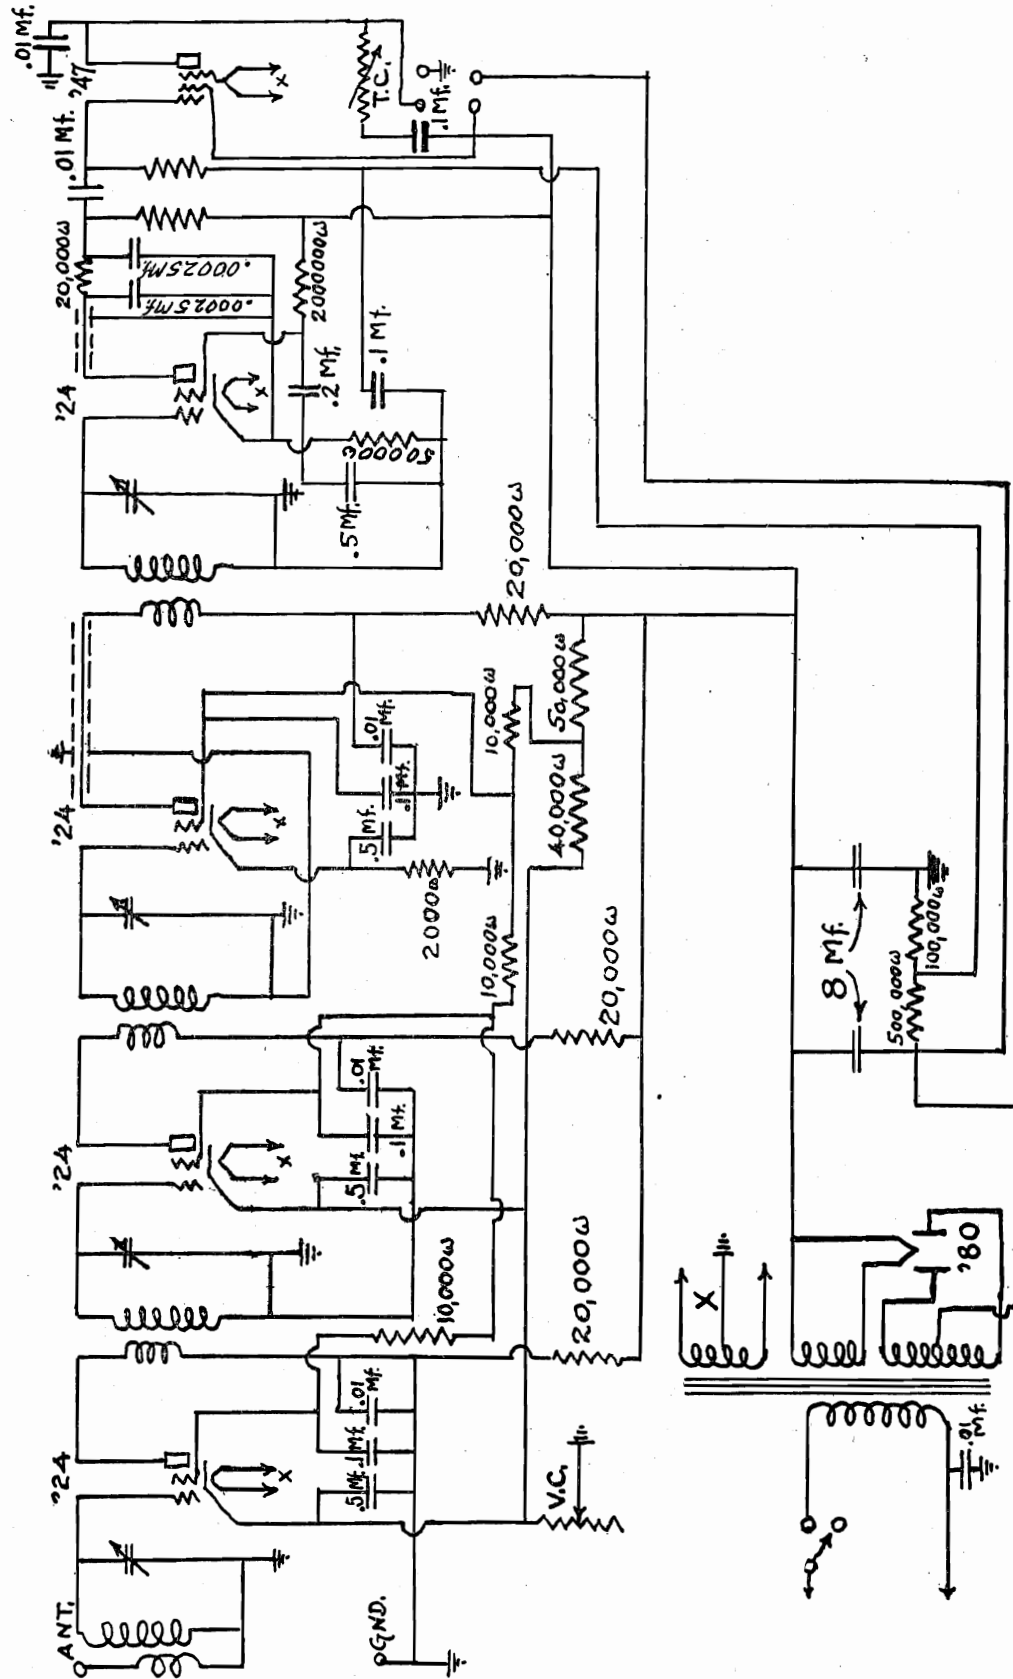 ANT.
GND.
'24
.5 Mf.
.1 Mf.
.01 Mf.
X
V.C.
10,000ω
20,000ω
'24
.5 Mf.
.1 Mf.
.01 Mf.
X
20,000ω
10,000ω
'24
.5 Mf.
.1 Mf.
.01 Mf.
X
2000ω
10,000ω
40,000ω
50,000ω
20,000ω
'24
X
.00025 Mf.
.00025 Mf.
20,000ω
.01 Mf.
2000000ω
.2 Mf.
.1 Mf.
50,000ω
.5 Mf.
'47
.01 Mf.
X
T.C.
.1 Mf.
X
'80
.01 Mf.
8 Mf.
500,000ω
100,000ω